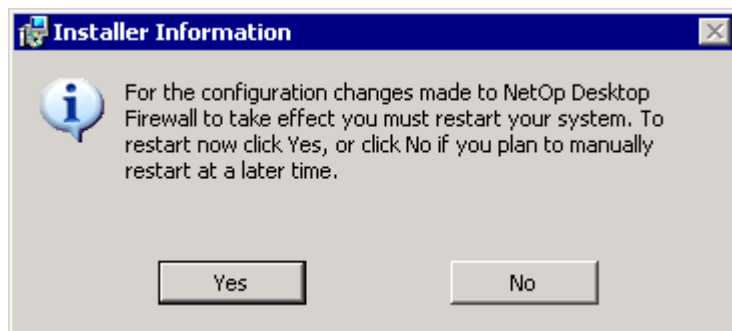 Installer Information
For the configuration changes made to NetOp Desktop
Firewall to take effect you must restart your system. To
restart now click Yes, or click No if you plan to manually
restart at a later time.
Yes
No